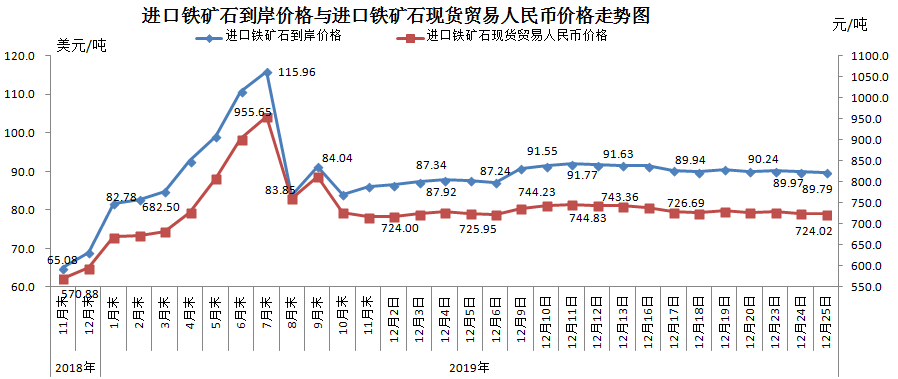 进口铁矿石到岸价格与进口铁矿石现货贸易人民币价格走势图
美元/吨
元/吨
进口铁矿石到岸价格
进口铁矿石现货贸易人民币价格
120.0
110.0
100.0
90.0
80.0
70.0
60.0
1100.0
1050.0
1000.0
950.0
900.0
850.0
800.0
750.0
700.0
650.0
600.0
550.0
65.08
82.78
115.96
83.85
84.04
87.34
87.92
87.24
91.55
91.77
91.63
89.94
90.24
89.97
89.79
570.88
682.50
955.65
724.00
725.95
744.23
744.83
743.36
726.69
724.02
11月末
12月末
1月末
2月末
3月末
4月末
5月末
6月末
7月末
8月末
9月末
10月末
11月末
12月2日
12月3日
12月4日
12月5日
12月6日
12月9日
12月10日
12月11日
12月12日
12月13日
12月16日
12月17日
12月18日
12月19日
12月20日
12月23日
12月24日
12月25日
2018年
2019年